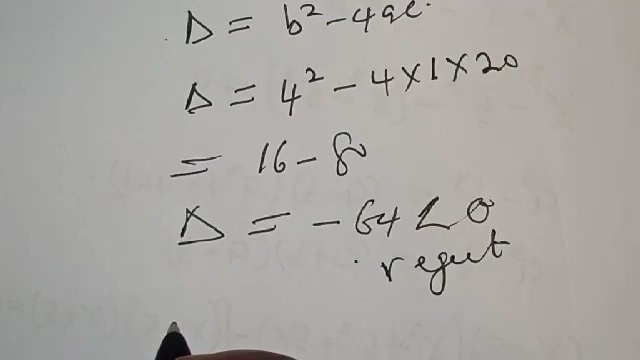 Δ = b² - 4ac.
Δ = 4² - 4×1×20
= 16 - 80
Δ = -64 < 0
reject